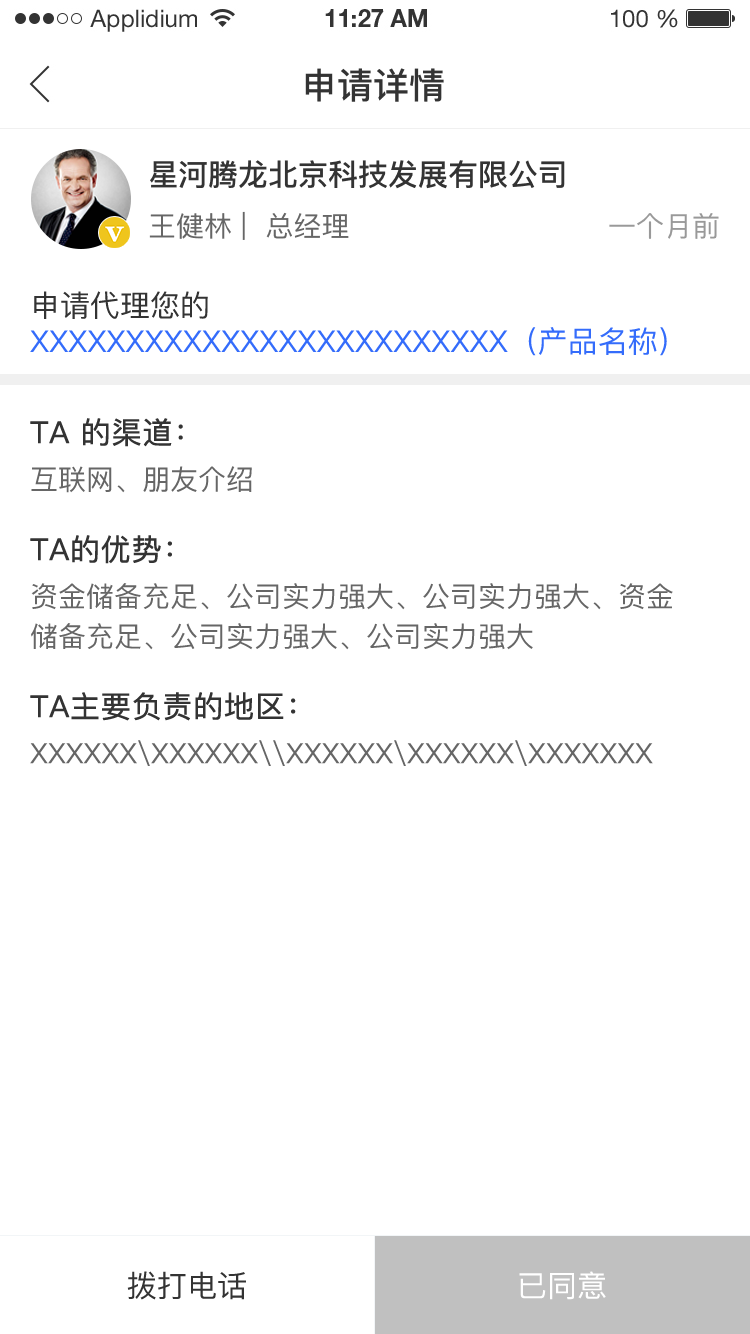 Applidium 11:27 AM 100 %
申请详情
星河腾龙北京科技发展有限公司
V
王健林| 总经理 一个月前
申请代理您的
XXXXXXXXXXXXXXXXXXXXXXXXX（产品名称）
TA 的渠道：
互联网、朋友介绍
TA的优势：
资金储备充足、公司实力强大、公司实力强大、资金
储备充足、公司实力强大、公司实力强大
TA主要负责的地区：
XXXXXX\XXXXXX\\XXXXXX\XXXXXX\XXXXXXX
拨打电话 已同意